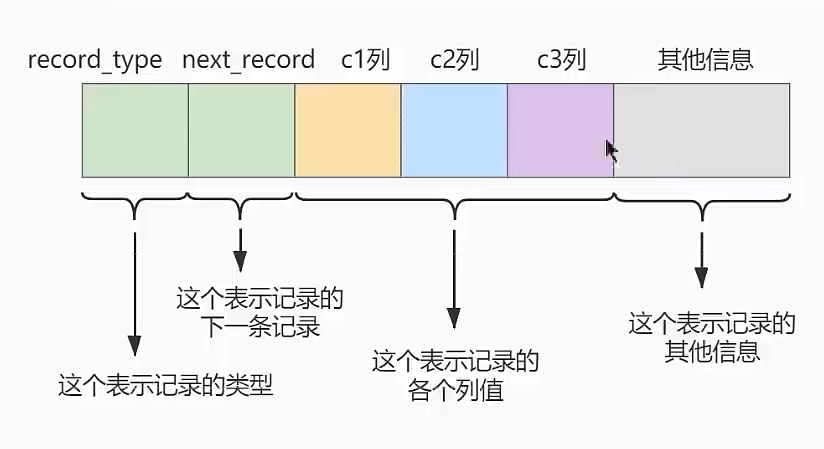 record_type next_record c1列 c2列 c3列 其他信息
这个表示记录的
下一条记录
这个表示记录的类型
这个表示记录的
各个列值
这个表示记录的
其他信息